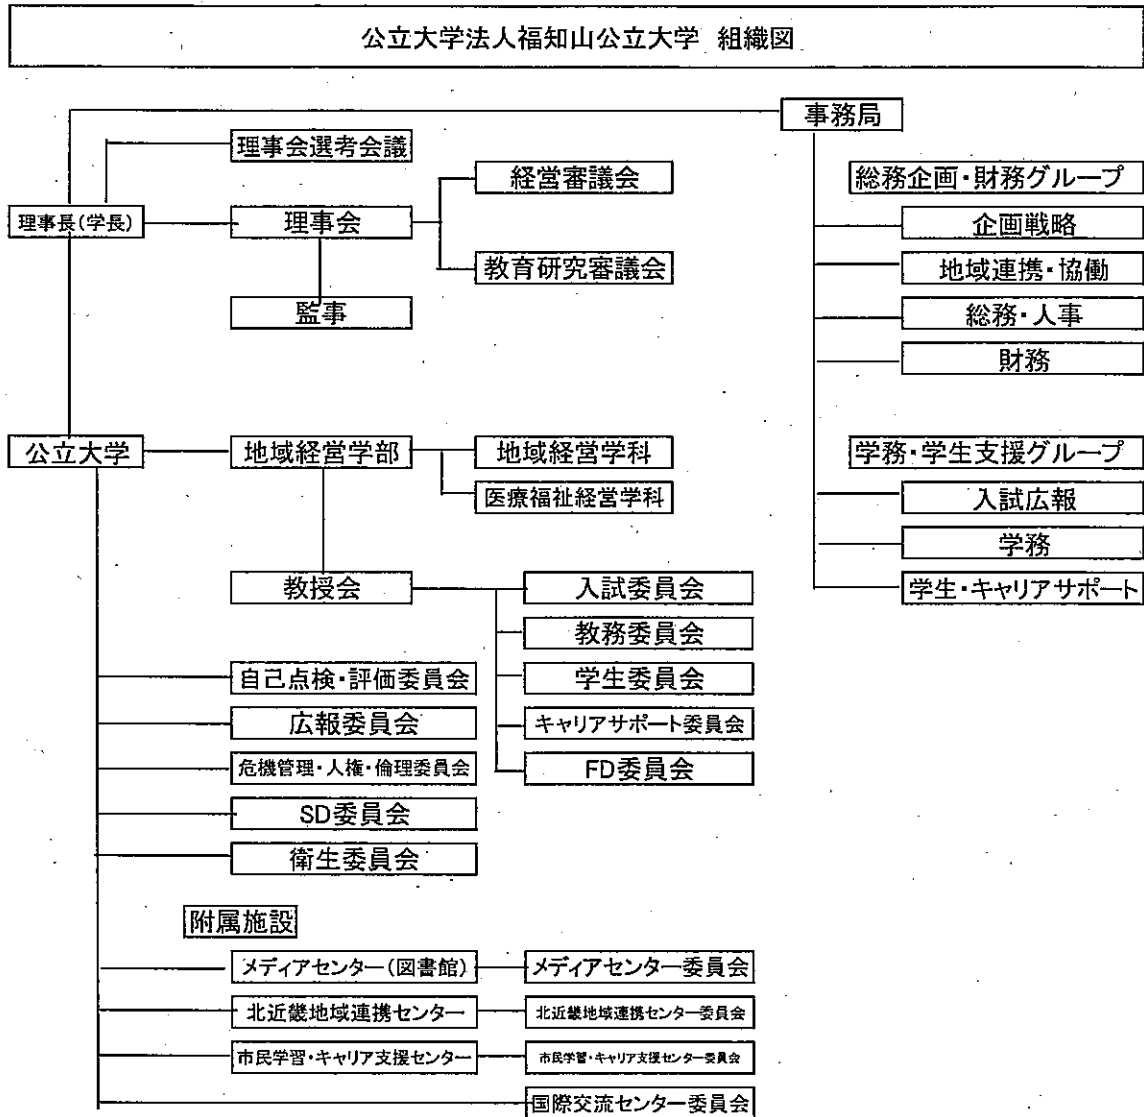 公立大学法人福知山公立大学 組織図
事務局
理事会選考会議
経営審議会
総務企画・財務グループ
理事長(学長)
理事会
企画戦略
教育研究審議会
地域連携・協働
監事
総務・人事
財務
公立大学
地域経営学部
地域経営学科
学務・学生支援グループ
医療福祉経営学科
入試広報
学務
教授会
入試委員会
学生・キャリアサポート
教務委員会
自己点検・評価委員会
学生委員会
広報委員会
キャリアサポート委員会
危機管理・人権・倫理委員会
FD委員会
SD委員会
衛生委員会
附属施設
メディアセンター(図書館)
メディアセンター委員会
北近畿地域連携センター
北近畿地域連携センター委員会
市民学習・キャリア支援センター
市民学習・キャリア支援センター委員会
国際交流センター委員会